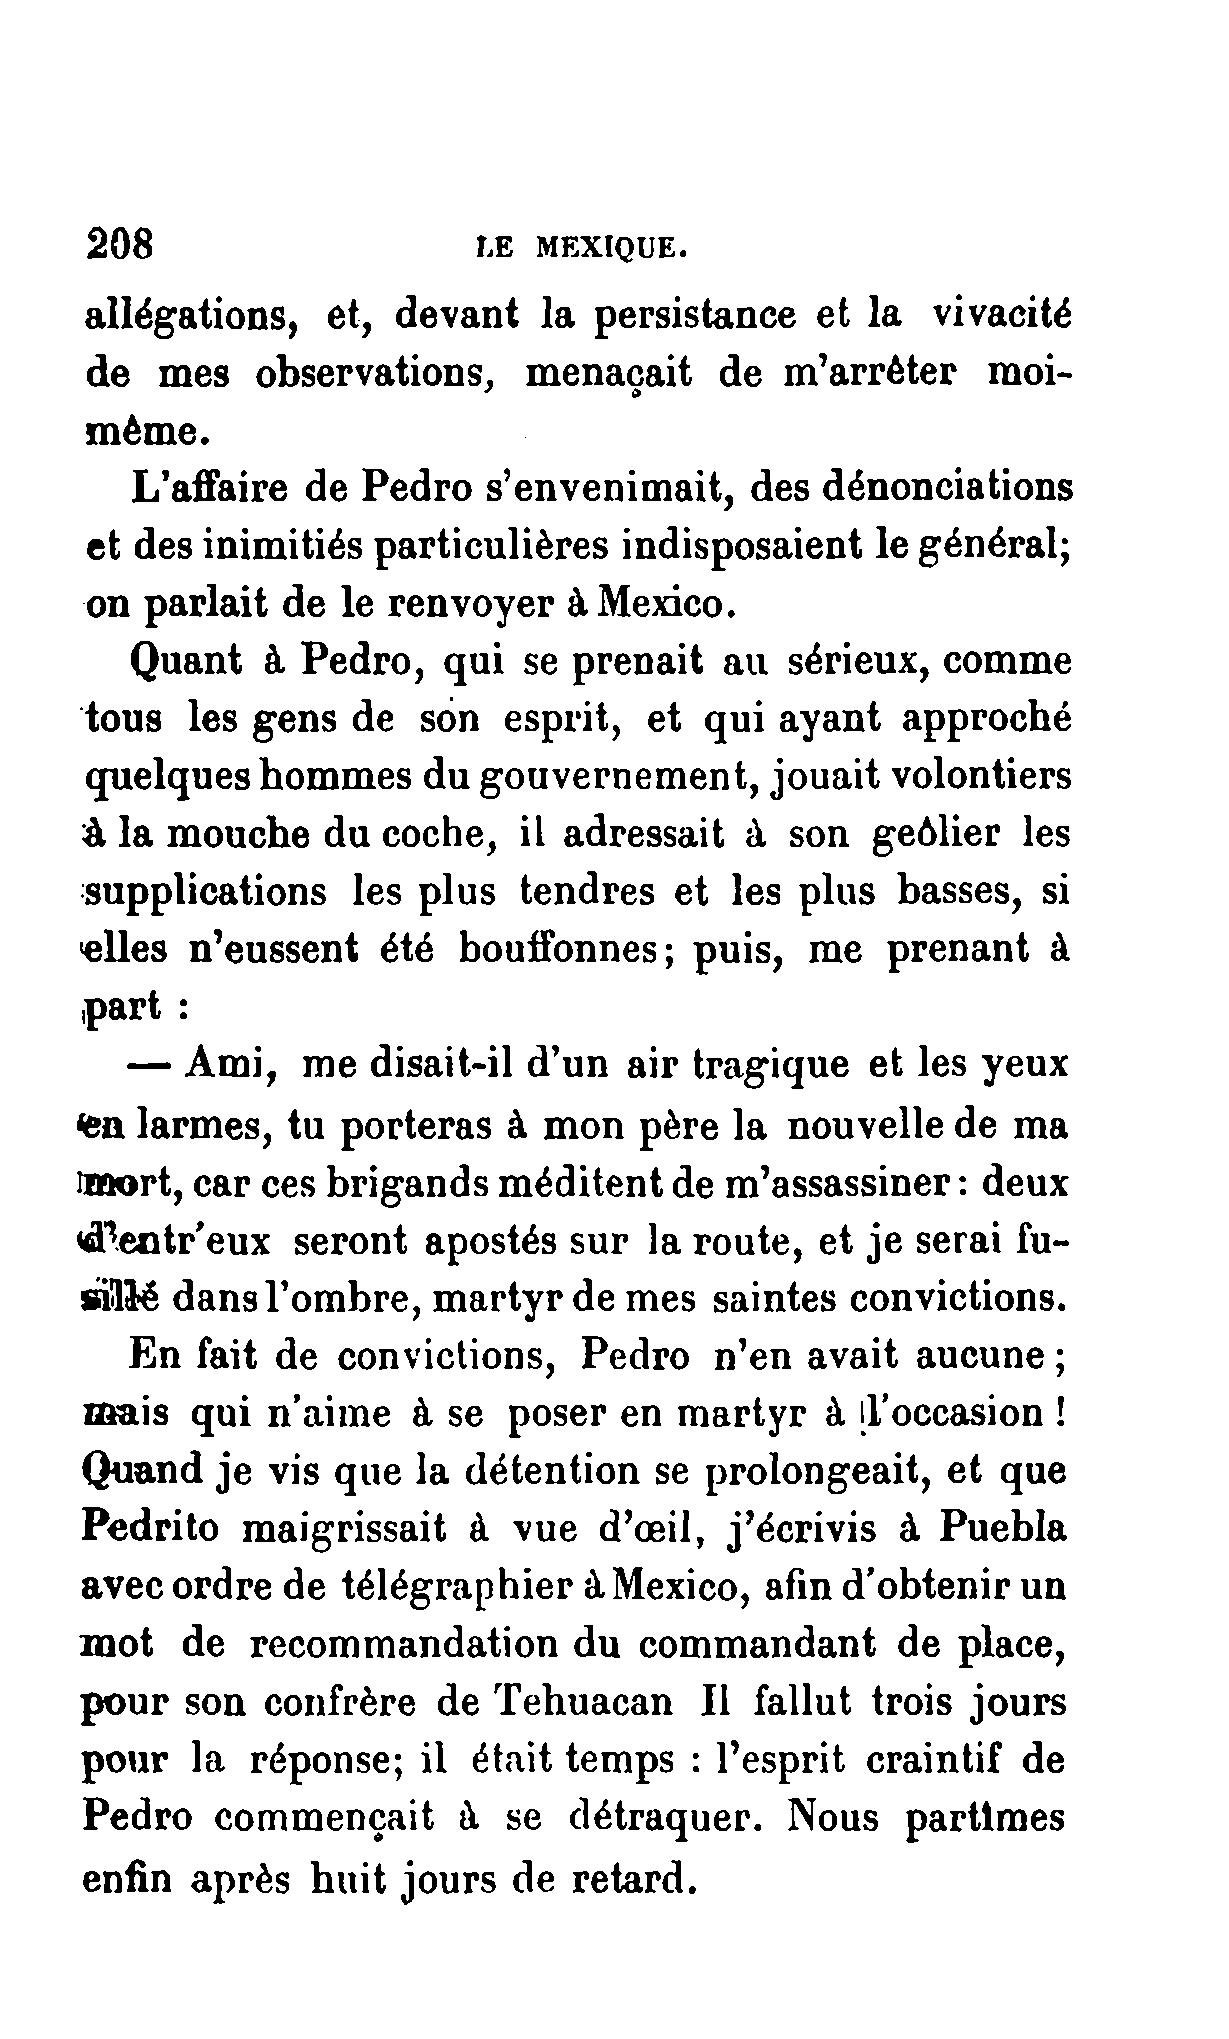 208 LE MEXIQUE.
allégations, et, devant la persistance et la vivacité
de mes observations, menaçait de m'arrêter moi-
même.
L'affaire de Pedro s'envenimait, des dénonciations
et des inimitiés particulières indisposaient le général;
on parlait de le renvoyer à Mexico.
Quant à Pedro, qui se prenait au sérieux, comme
tous les gens de son esprit, et qui ayant approché
quelques hommes du gouvernement, jouait volontiers
à la mouche du coche, il adressait à son geôlier les
supplications les plus tendres et les plus basses, si
elles n'eussent été bouffonnes; puis, me prenant à
part :
— Ami, me disait-il d'un air tragique et les yeux
en larmes, tu porteras à mon père la nouvelle de ma
mort, car ces brigands méditent de m'assassiner : deux
d'entr'eux seront apostés sur la route, et je serai fu-
sillé dans l'ombre, martyr de mes saintes convictions.
En fait de convictions, Pedro n'en avait aucune ;
mais qui n'aime à se poser en martyr à l'occasion !
Quand je vis que la détention se prolongeait, et que
Pedrito maigrissait à vue d'œil, j'écrivis à Puebla
avec ordre de télégraphier à Mexico, afin d'obtenir un
mot de recommandation du commandant de place,
pour son confrère de Tehuacan Il fallut trois jours
pour la réponse; il était temps : l'esprit craintif de
Pedro commençait à se détraquer. Nous partîmes
enfin après huit jours de retard.